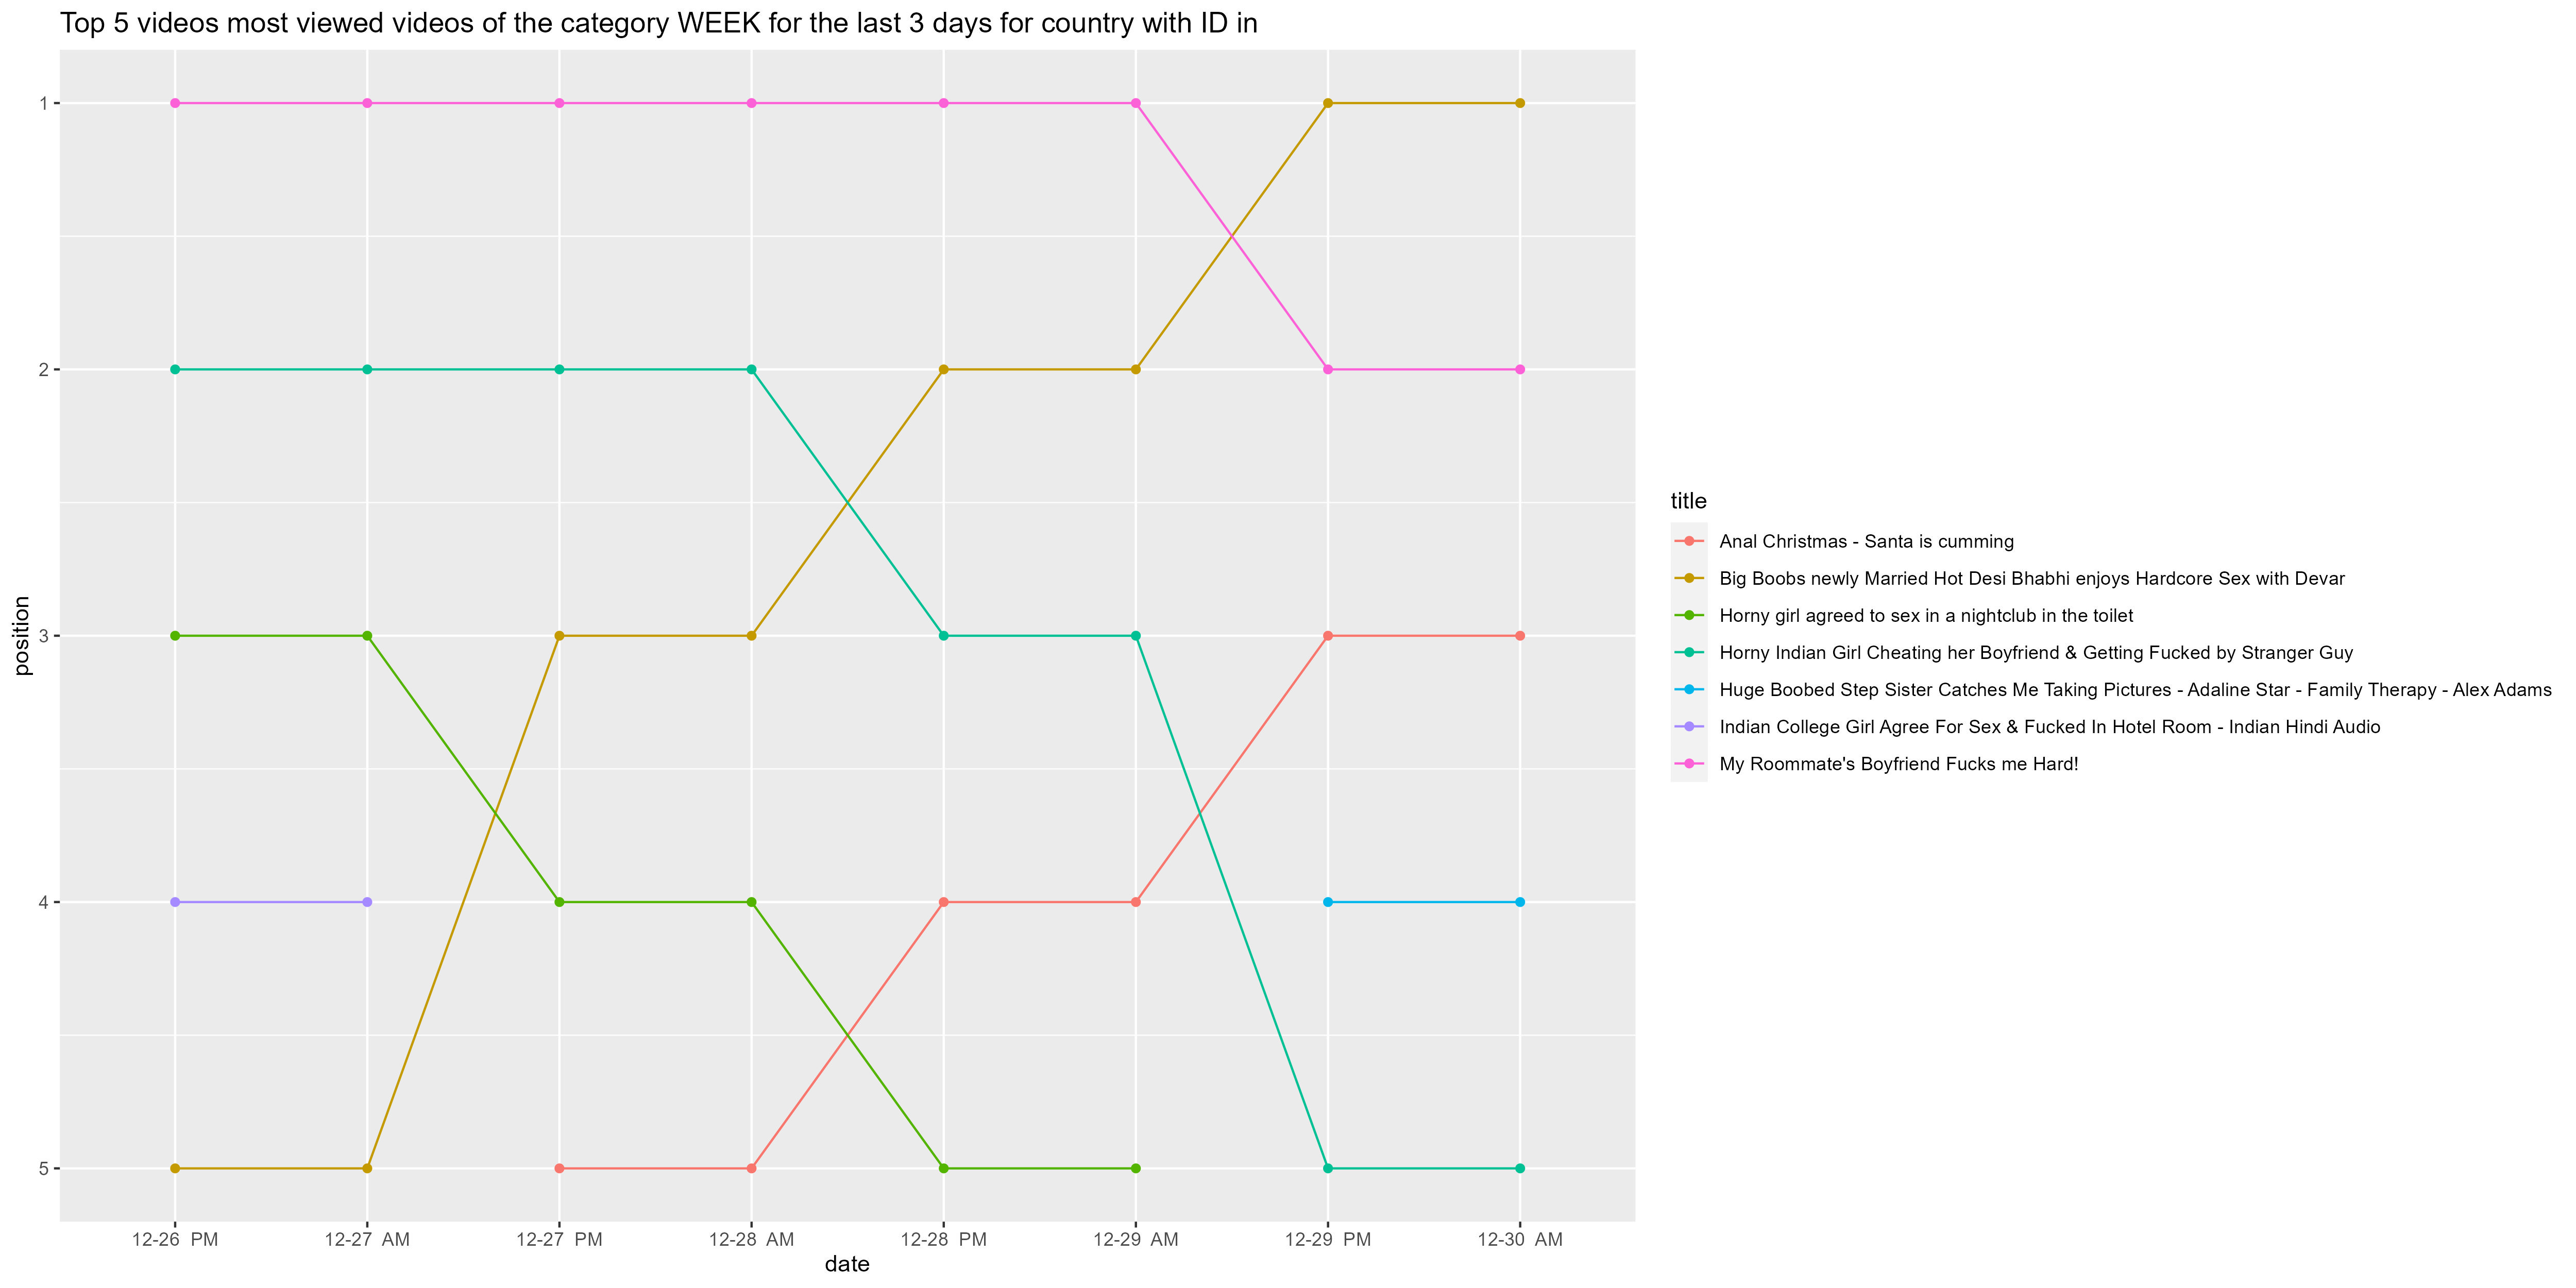 Top 5 videos most viewed videos of the category WEEK for the last 3 days for country with ID in
position
1
2
3
4
5
12-26 PM
12-27 AM
12-27 PM
12-28 AM
12-28 PM
12-29 AM
12-29 PM
12-30 AM
date
title
Anal Christmas - Santa is cumming
Big Boobs newly Married Hot Desi Bhabhi enjoys Hardcore Sex with Devar
Horny girl agreed to sex in a nightclub in the toilet
Horny Indian Girl Cheating her Boyfriend & Getting Fucked by Stranger Guy
Huge Boobed Step Sister Catches Me Taking Pictures - Adaline Star - Family Therapy - Alex Adams
Indian College Girl Agree For Sex & Fucked In Hotel Room - Indian Hindi Audio
My Roommate's Boyfriend Fucks me Hard!